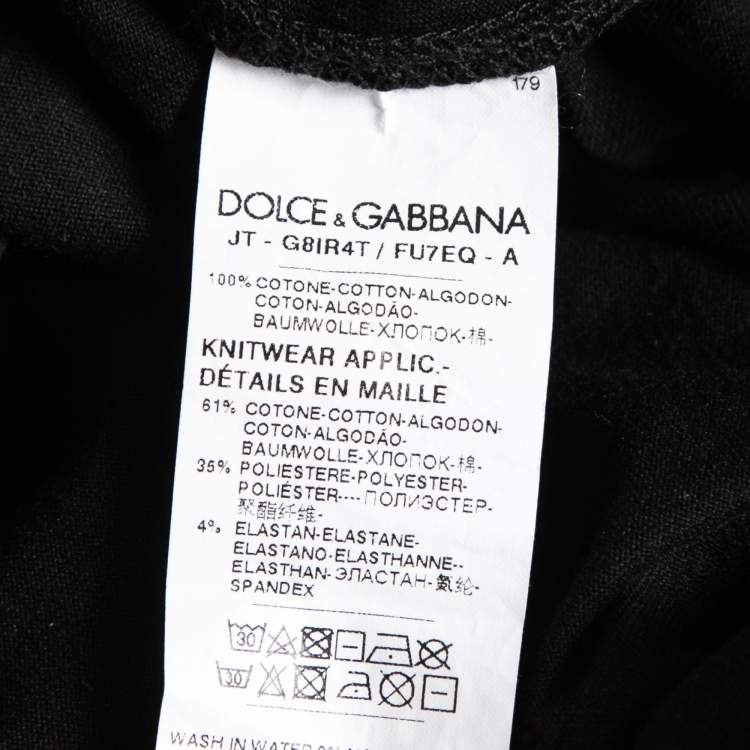 179
DOLCE & GABBANA
JT - G8IR4T / FU7EQ - A
100% COTONE-COTTON-ALGODON-
COTON-ALGODÃO-
BAUMWOLLE-ХЛОПОК-棉-
KNITWEAR APPLIC.-
DÉTAILS EN MAILLE
61% COTONE-COTTON-ALGODON-
COTON-ALGODÃO-
BAUMWOLLE-ХЛОПОК-棉-
35% POLIESTERE-POLYESTER-
POLIÉSTER----ПОЛИЭСТЕР-
聚酯纤维-
4% ELASTAN-ELASTANE-
ELASTANO-ELASTHANNE--
ELASTHAN-ЭЛАСТАН-氨纶-
SPANDEX
30
30
WASH IN WATER